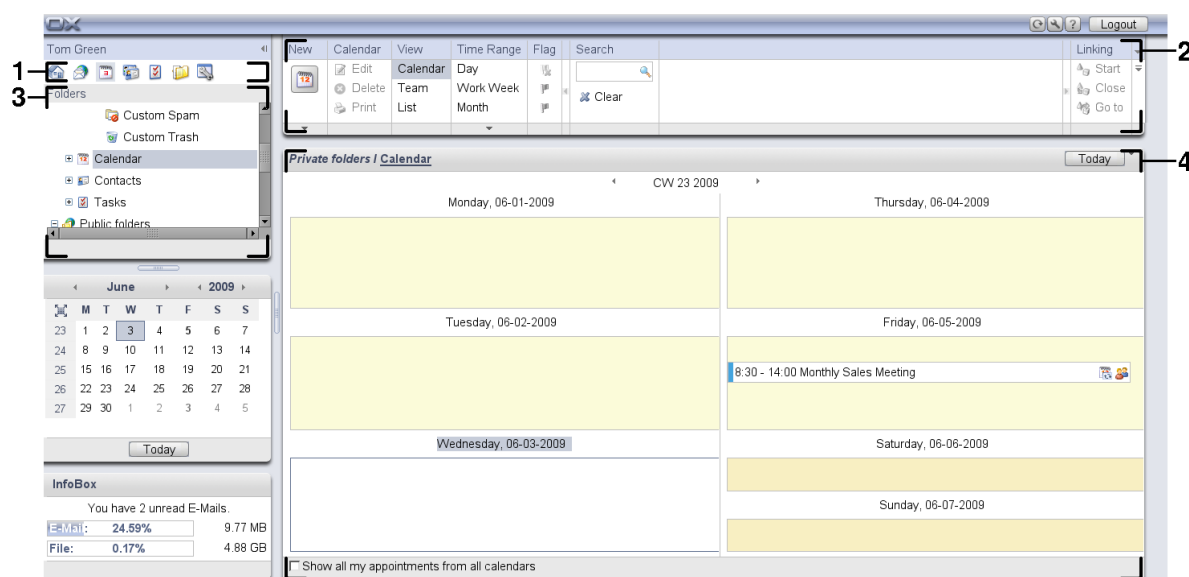 OX
Logout
Tom Green
New Calendar View Time Range Flag Search Linking
2
1
3
Edit Calendar Day Start
Delete Team Work Week Clear Close
Print List Month Go to
Folders
Custom Spam
Custom Trash
Calendar
Contacts
Tasks
Public folders
Private folders / Calendar
Today
4
CW 23 2009
Monday, 06-01-2009
Thursday, 06-04-2009
Tuesday, 06-02-2009
Friday, 06-05-2009
8:30 - 14:00 Monthly Sales Meeting
Wednesday, 06-03-2009
Saturday, 06-06-2009
Sunday, 06-07-2009
Show all my appointments from all calendars
June 2009
M T W T F S S
23 1 2 3 4 5 6 7
24 8 9 10 11 12 13 14
25 15 16 17 18 19 20 21
26 22 23 24 25 26 27 28
27 29 30 1 2 3 4 5
Today
InfoBox
You have 2 unread E-Mails.
E-Mail: 24.59% 9.77 MB
File: 0.17% 4.88 GB